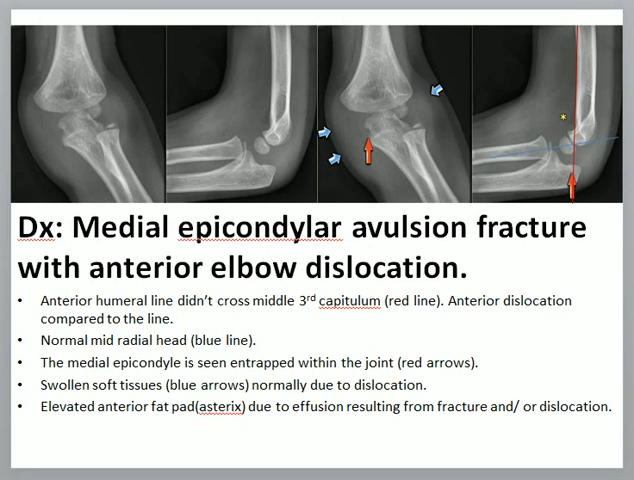 Dx: Medial epicondylar avulsion fracture
with anterior elbow dislocation.
• Anterior humeral line didn't cross middle 3rd capitulum (red line). Anterior dislocation
compared to the line.
• Normal mid radial head (blue line).
• The medial epicondyle is seen entrapped within the joint (red arrows).
• Swollen soft tissues (blue arrows) normally due to dislocation.
• Elevated anterior fat pad(asterix) due to effusion resulting from fracture and/ or dislocation.